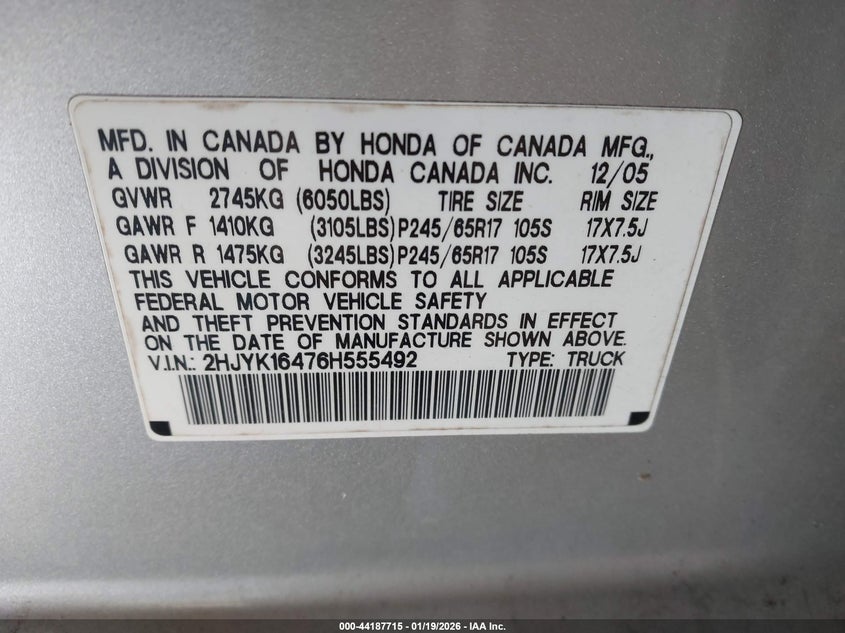 MFD. IN CANADA BY HONDA OF CANADA MFG.,
A DIVISION OF HONDA CANADA INC. 12/05
GVWR 2745KG (6050LBS) TIRE SIZE RIM SIZE
GAWR F 1410KG (3105LBS) P245/65R17 105S 17X7.5J
GAWR R 1475KG (3245LBS) P245/65R17 105S 17X7.5J
THIS VEHICLE CONFORMS TO ALL APPLICABLE
FEDERAL MOTOR VEHICLE SAFETY
AND THEFT PREVENTION STANDARDS IN EFFECT
ON THE DATE OF MANUFACTURE SHOWN ABOVE.
V.I.N.: 2HJYK16476H555492 TYPE: TRUCK
000-44187715 - 01/19/2026 - IAA Inc.